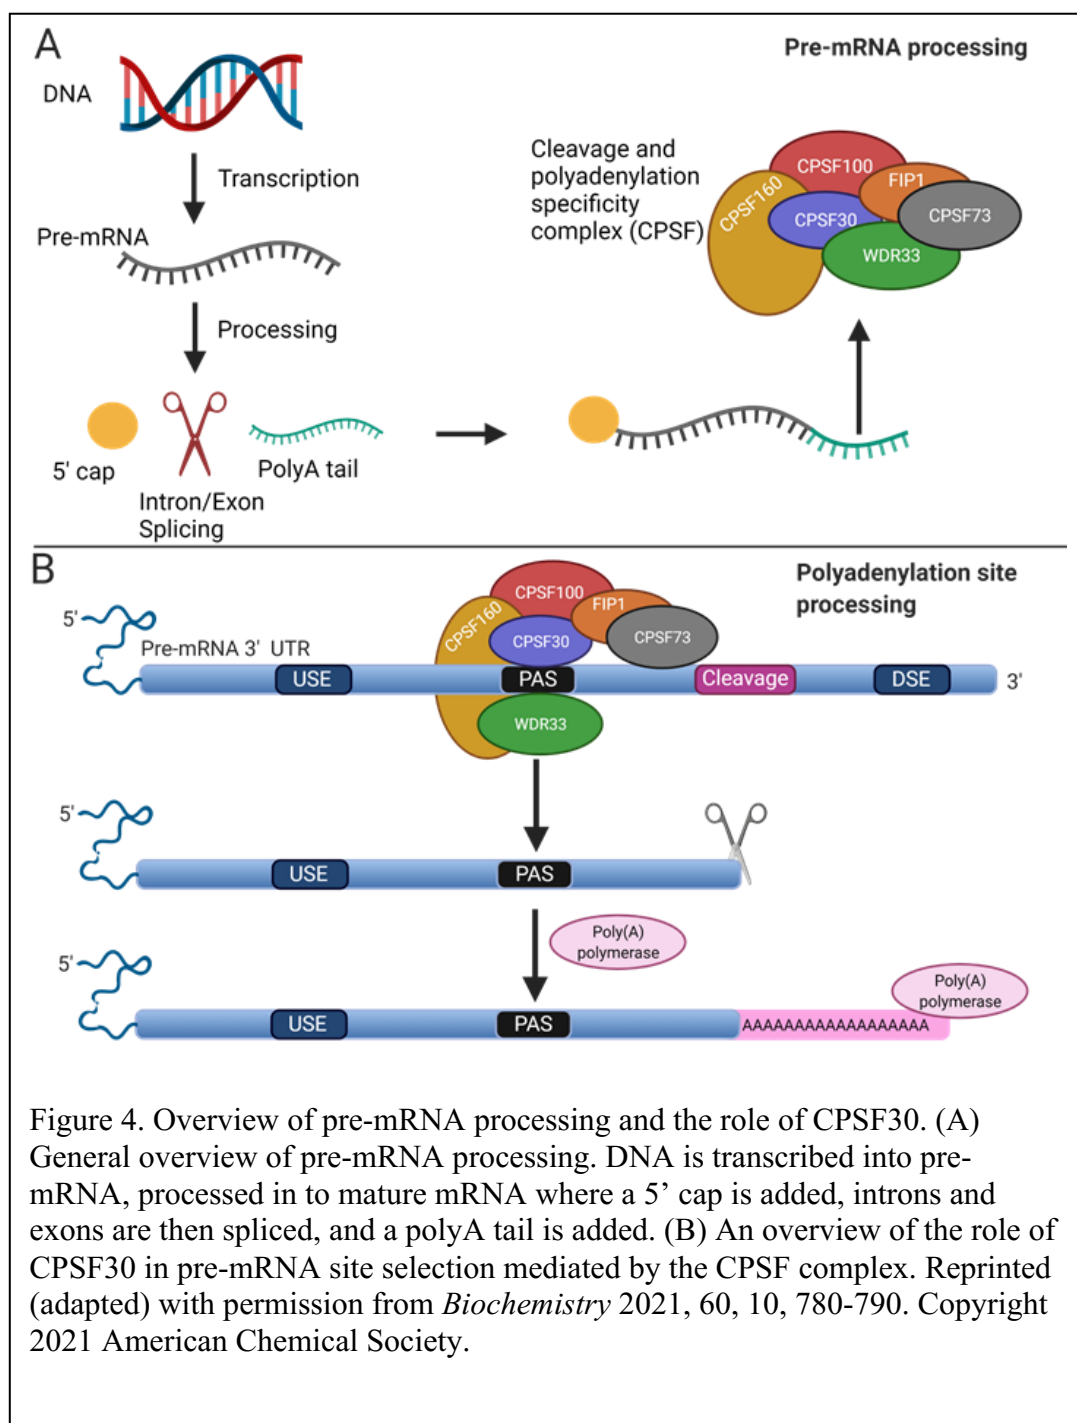 A
Pre-mRNA processing
DNA
Transcription
Pre-mRNA
Processing
5' cap
Intron/Exon
Splicing
PolyA tail
Cleavage and
polyadenylation
specificity
complex (CPSF)
CPSF160
CPSF100
FIP1
CPSF30
CPSF73
WDR33
B
Polyadenylation site
processing
5'
Pre-mRNA 3' UTR
CPSF160
CPSF100
FIP1
CPSF30
CPSF73
USE
PAS
Cleavage
DSE
3'
WDR33
5'
USE
PAS
Poly(A)
polymerase
5'
Poly(A)
polymerase
USE
PAS
AAAAAAAAAAAAAAAAAA
Figure 4. Overview of pre-mRNA processing and the role of CPSF30. (A)
General overview of pre-mRNA processing. DNA is transcribed into pre-
mRNA, processed in to mature mRNA where a 5’ cap is added, introns and
exons are then spliced, and a polyA tail is added. (B) An overview of the role of
CPSF30 in pre-mRNA site selection mediated by the CPSF complex. Reprinted
(adapted) with permission from Biochemistry 2021, 60, 10, 780-790. Copyright
2021 American Chemical Society.